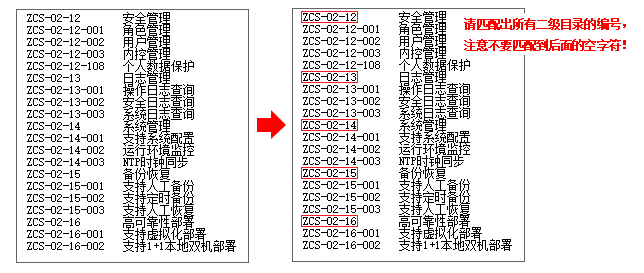 ZCS-02-12 安全管理
ZCS-02-12-001 角色管理
ZCS-02-12-002 用户管理
ZCS-02-12-003 内控管理
ZCS-02-12-108 个人数据保护
ZCS-02-13 日志管理
ZCS-02-13-001 操作日志查询
ZCS-02-13-002 安全日志查询
ZCS-02-13-003 系统日志查询
ZCS-02-14 系统管理
ZCS-02-14-001 支持系统配置
ZCS-02-14-002 运行环境监控
ZCS-02-14-003 NTP时钟同步
ZCS-02-15 备份恢复
ZCS-02-15-001 支持人工备份
ZCS-02-15-002 支持定时备份
ZCS-02-15-003 支持人工恢复
ZCS-02-16 高可靠性部署
ZCS-02-16-001 支持虚拟化部署
ZCS-02-16-002 支持1+1本地双机部署
ZCS-02-12 安全管理
ZCS-02-12-001 角色管理
ZCS-02-12-002 用户管理
ZCS-02-12-003 内控管理
ZCS-02-12-108 个人数据保护
ZCS-02-13 日志管理
ZCS-02-13-001 操作日志查询
ZCS-02-13-002 安全日志查询
ZCS-02-13-003 系统日志查询
ZCS-02-14 系统管理
ZCS-02-14-001 支持系统配置
ZCS-02-14-002 运行环境监控
ZCS-02-14-003 NTP时钟同步
ZCS-02-15 备份恢复
ZCS-02-15-001 支持人工备份
ZCS-02-15-002 支持定时备份
ZCS-02-15-003 支持人工恢复
ZCS-02-16 高可靠性部署
ZCS-02-16-001 支持虚拟化部署
ZCS-02-16-002 支持1+1本地双机部署
请匹配出所有二级目录的编号，
注意不要匹配到后面的空字符！